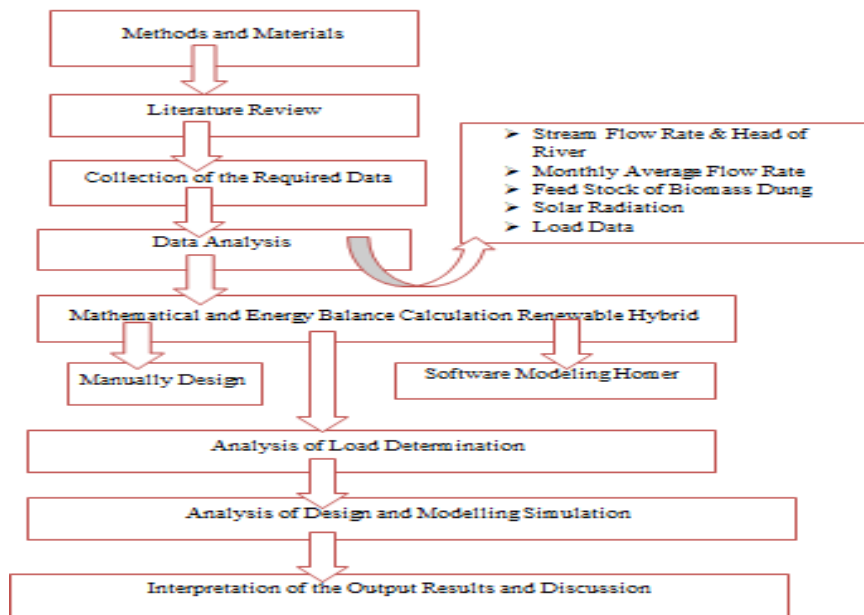 Methods and Materials
Literature Review
➤ Stream Flow Rate & Head of
River
➤ Monthly Average Flow Rate
➤ Feed Stock of Biomass Dung
➤ Solar Radiation
➤ Load Data
Collection of the Required Data
Data Analysis
Mathematical and Energy Balance Calculation Renewable Hybrid
Manually Design
Software Modeling Homer
Analysis of Load Determination
Analysis of Design and Modelling Simulation
Interpretation of the Output Results and Discussion